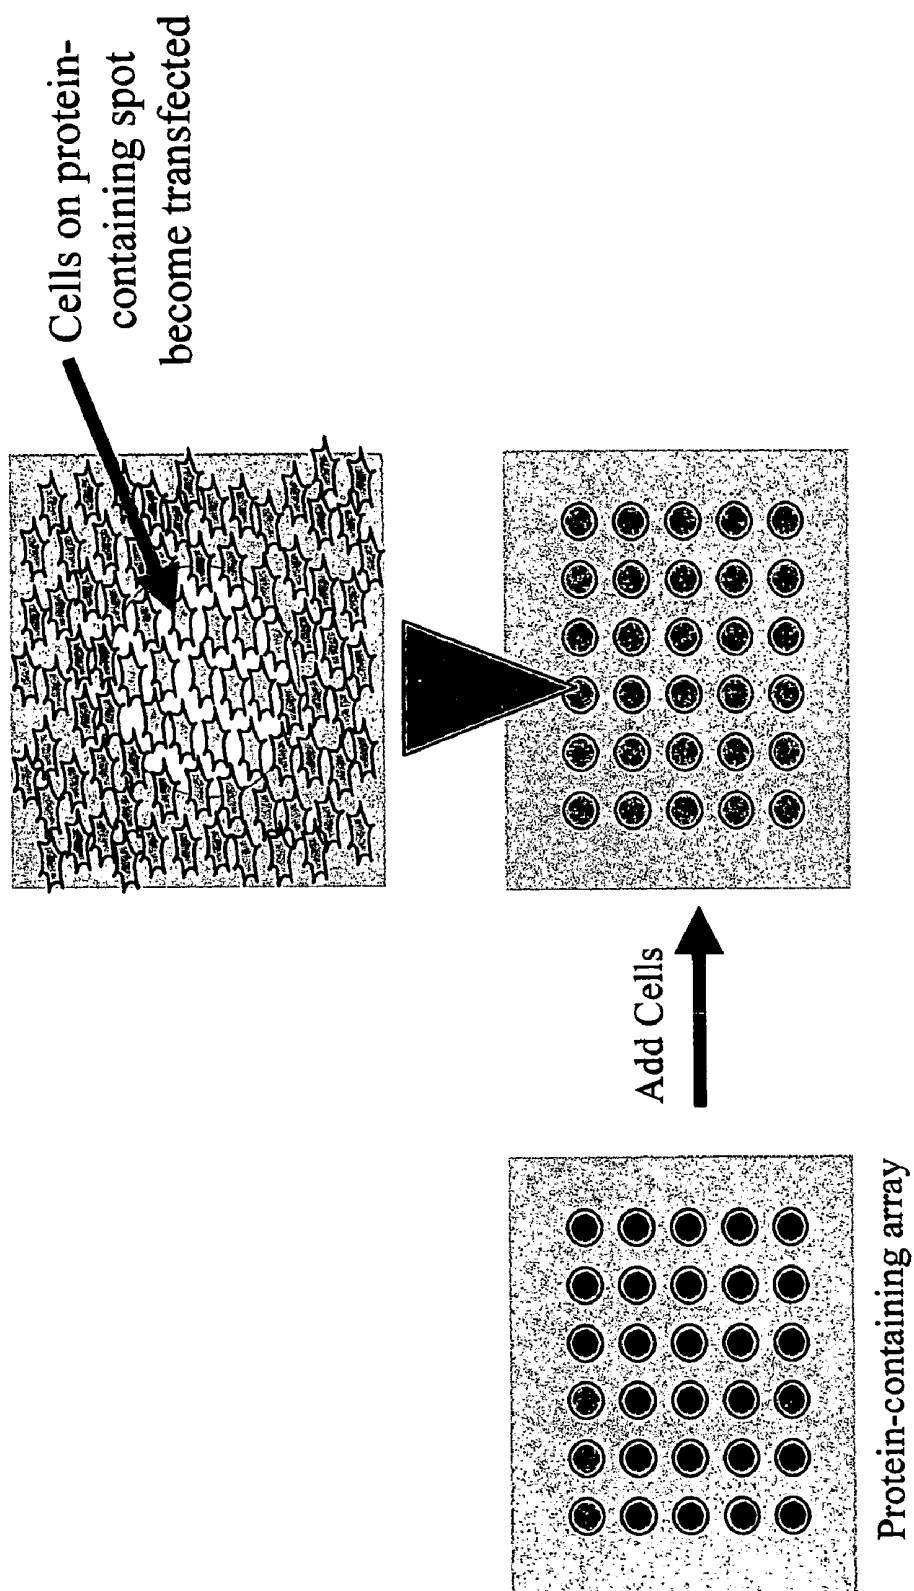 Cells on protein-
containing spot
become transfected
Add Cells
Protein-containing array